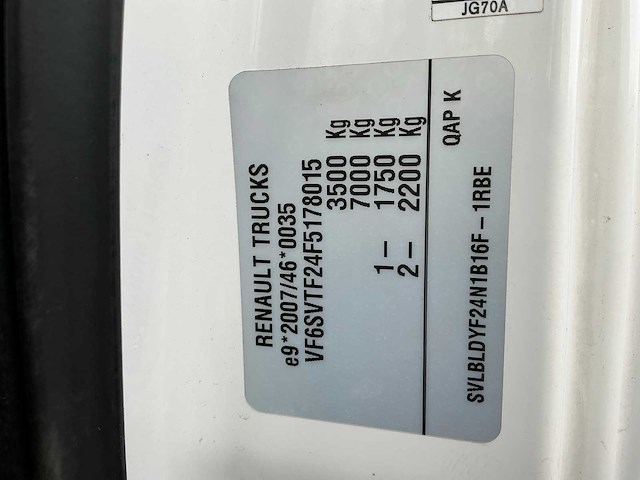 JG70A
RENAULT TRUCKS
e9*2007/46*0035
VF6SVTF24F5178015
3500 Kg
7000 Kg
1– 1750 Kg
2– 2200 Kg
QAP K
SVLBLDYF24N1B16F – 1RBE